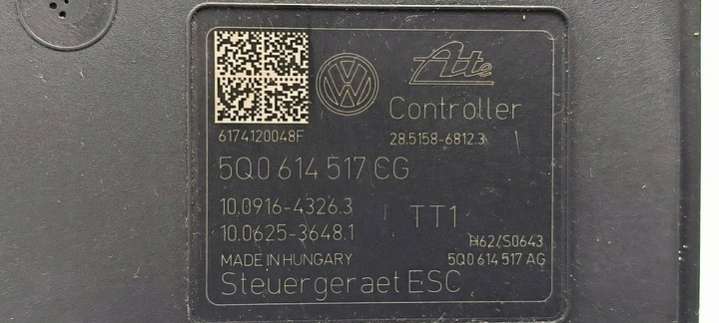 Ate
Controller
6174120048F
28.5158-6812.3
5Q0 614 517 CG
10.0916-4326.3
10.0625-3648.1
TT1
H62/S0643
MADE IN HUNGARY
5Q0 614 517 AG
Steuergeraet ESC